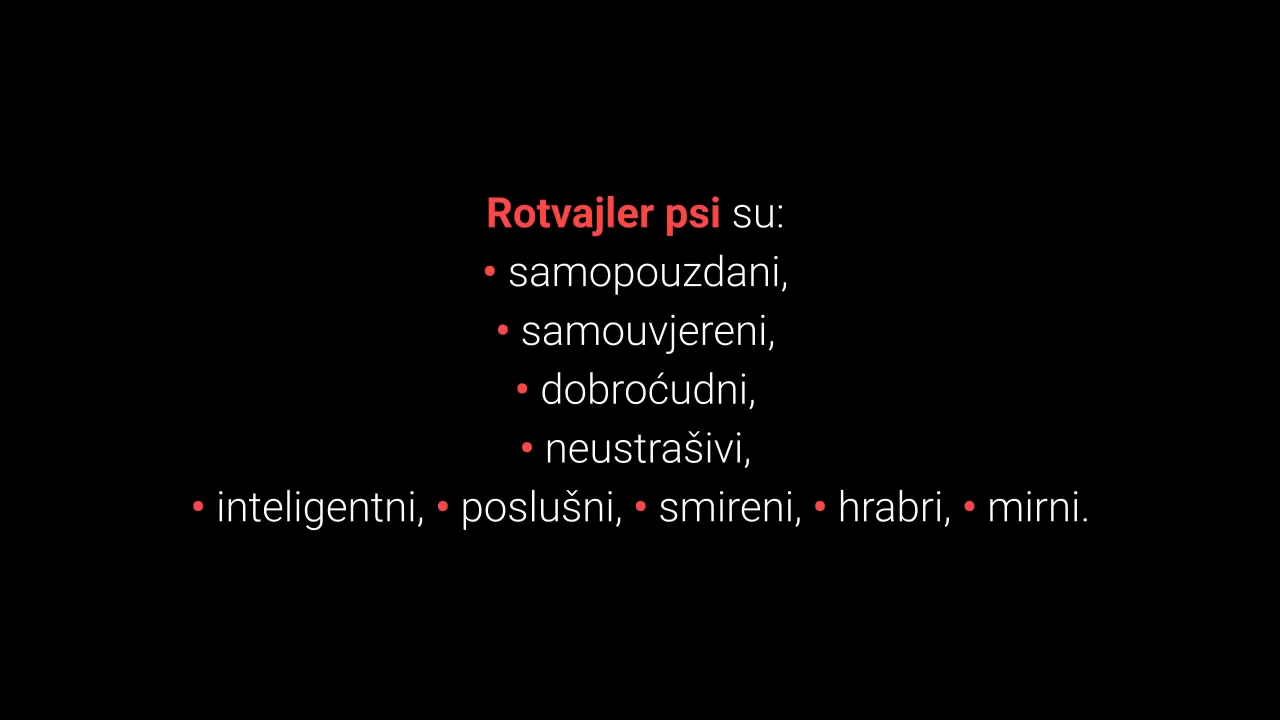 Rotvajler psi su:
• samopouzdani,
• samouvjereni,
• dobroćudni,
• neustrašivi,
• inteligentni, • poslušni, • smireni, • hrabri, • mirni.